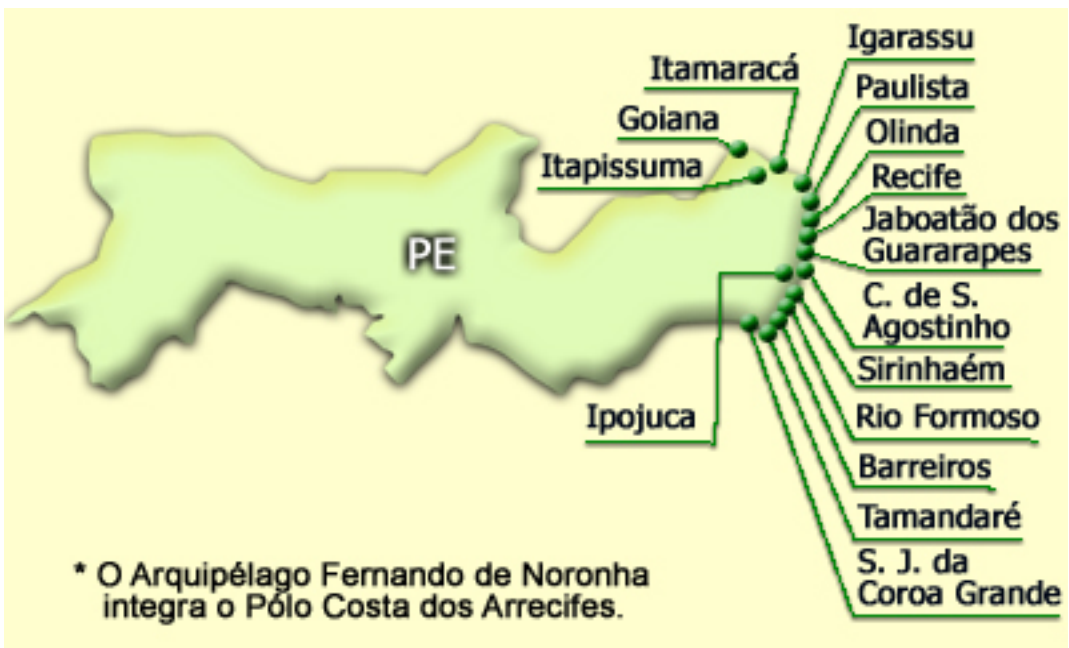 Igarassu
Itamaracá
Paulista
Goiana
Olinda
Itapissuma
Recife
Jaboatão dos
Guararapes
PE
C. de S.
Agostinho
Sirinhaém
Ipojuca
Rio Formoso
Barreiros
Tamandaré
S. J. da
Coroa Grande
* O Arquipélago Fernando de Noronha
integra o Pólo Costa dos Arrecifes.